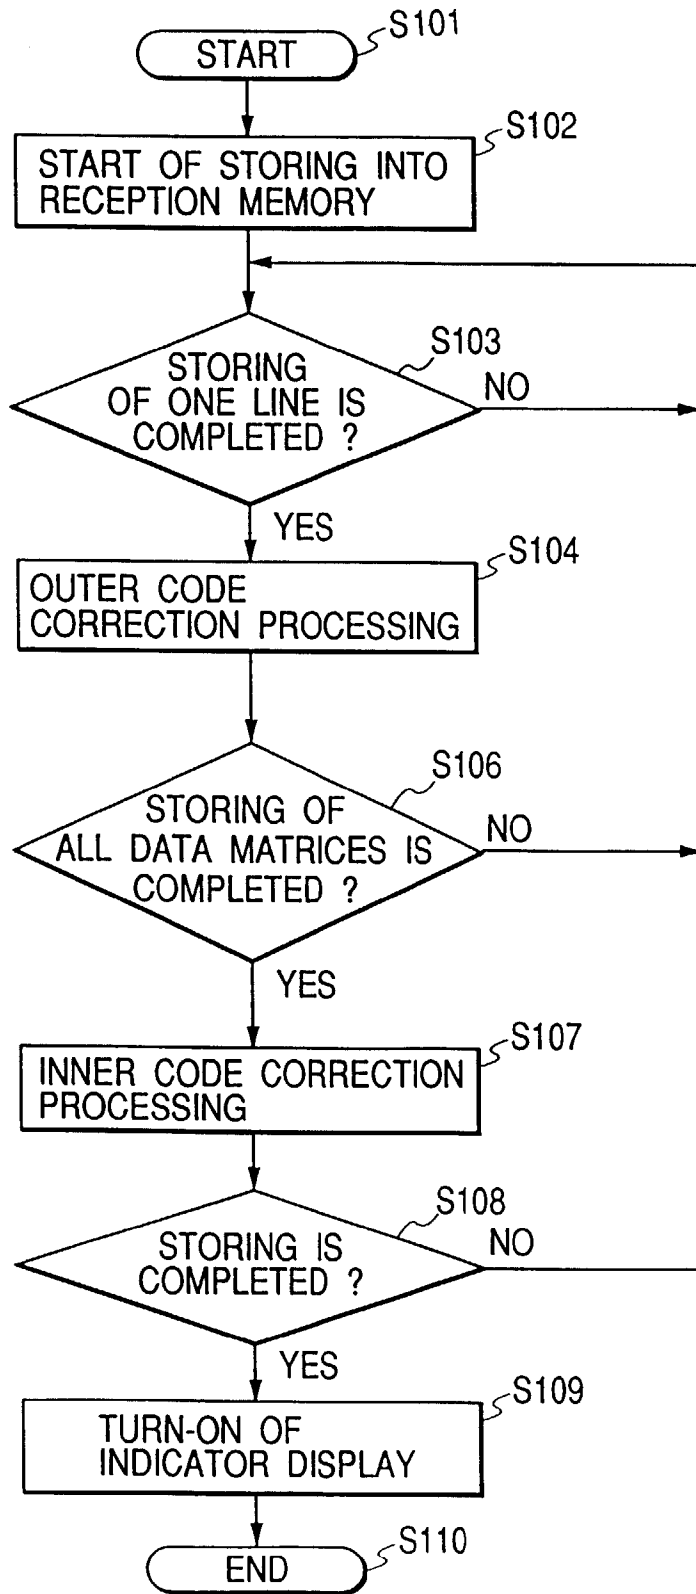 START
S101
S102
START OF STORING INTO
RECEPTION MEMORY
S103
STORING
OF ONE LINE IS
COMPLETED ?
NO
YES
S104
OUTER CODE
CORRECTION PROCESSING
S106
STORING OF
ALL DATA MATRICES IS
COMPLETED ?
NO
YES
S107
INNER CODE CORRECTION
PROCESSING
S108
STORING IS
COMPLETED ?
NO
YES
S109
TURN-ON OF
INDICATOR DISPLAY
S110
END